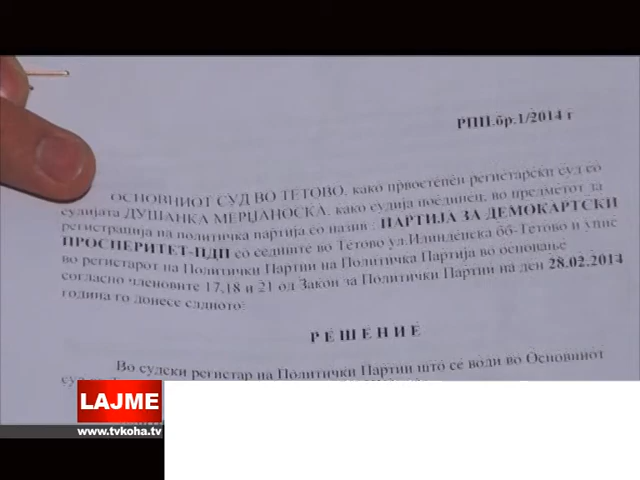 РПП.бр.1/2014 г
ОСНОВНИОТ СУД ВО ТЕТОВО, како првостепен регистарски суд со
судијата ДУШАНКА МЕРЏАНОСКА, како судија поединец, во предметот за
регистрација на политичка партија со назив : ПАРТИЈА ЗА ДЕМОКАРТСКИ
ПРОСПЕРИТЕТ-ПДП со седиште во Тетово ул.Илинденска бб-Тетово и упис
во регистарот на Политички Партии на Политичка Партија во основање
согласно членовите 17,18 и 21 од Закон за Политички Партии на ден 28.02.2014
година го донесе следното:
РЕШЕНИЕ
Во судски регистар на Политички Партии што се води во Основниот
суд
LAJME
www.tvkoha.tv